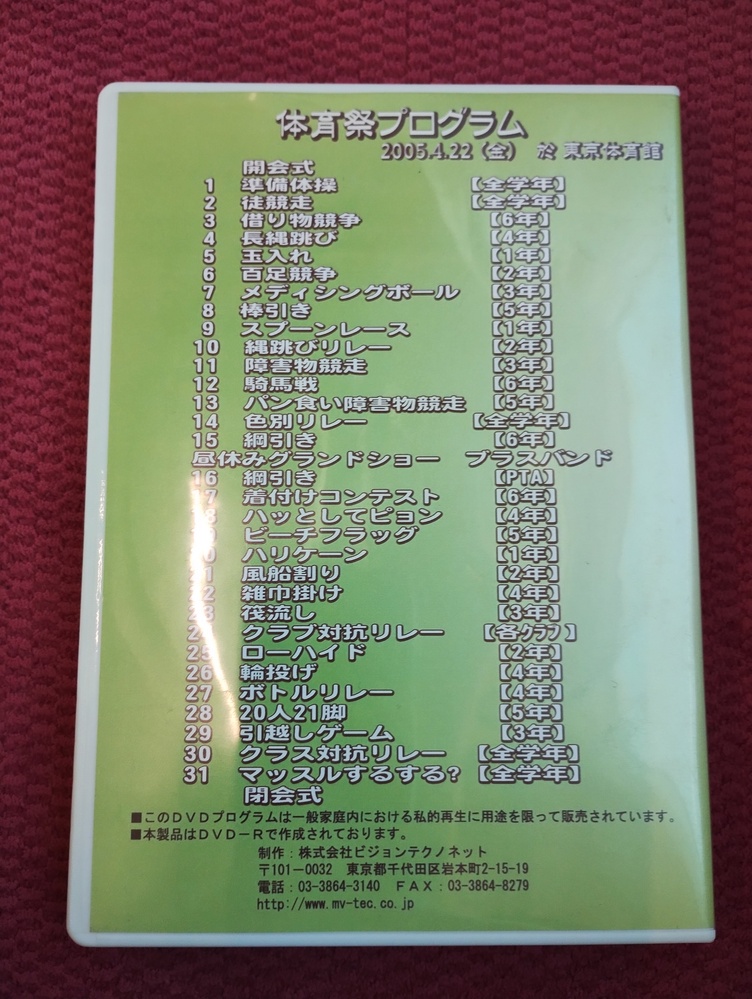 体育祭プログラム
2005.4.22（金） 於 東京体育館
開会式
1 準備体操 【全学年】
2 徒競走 【全学年】
3 借り物競争 【6年】
4 長縄跳び 【4年】
5 玉入れ 【1年】
6 百足競争 【2年】
7 メディシングボール 【3年】
8 棒引き 【5年】
9 スプーンレース 【1年】
10 縄跳びリレー 【2年】
11 障害物競走 【3年】
12 騎馬戦 【6年】
13 パン食い障害物競走 【5年】
14 色別リレー 【全学年】
15 綱引き 【6年】
昼休みグランドショー ブラスバンド
16 綱引き 【PTA】
17 着付けコンテスト 【6年】
18 ハッとしてピョン 【4年】
19 ビーチフラッグ 【5年】
20 ハリケーン 【1年】
21 風船割り 【2年】
22 雑巾掛け 【4年】
23 筏流し 【3年】
24 クラブ対抗リレー 【各クラブ】
25 ローハイド 【2年】
26 輪投げ 【4年】
27 ボトルリレー 【4年】
28 20人21脚 【5年】
29 引越しゲーム 【3年】
30 クラス対抗リレー 【全学年】
31 マッスルするする? 【全学年】
閉会式
■このDVDプログラムは一般家庭内における私的再生に用途を限って販売されています。
■本製品はDVD－Rで作成されております。
制作：株式会社ビジョンテクノネット
〒101－0032 東京都千代田区岩本町2-15-19
電話：03-3864-3140 FAX：03-3864-8279
http://www.mv-tec.co.jp